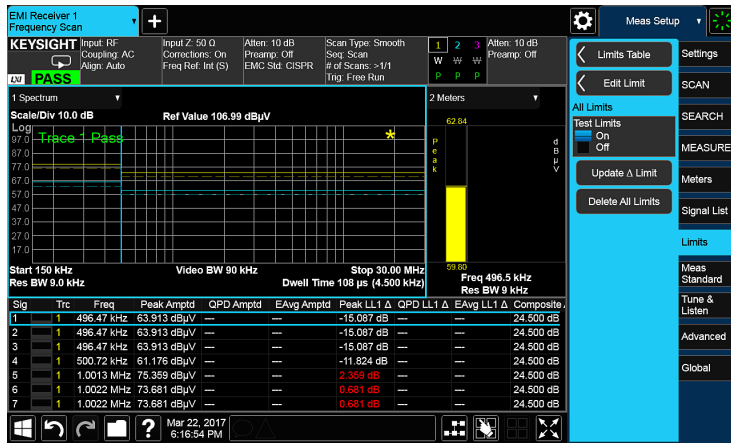 EMI Receiver 1
Frequency Scan
Meas Setup
KEYSIGHT
Input: RF
Coupling: AC
Align: Auto
Input Z: 50 Ω
Corrections: On
Freq Ref: Int (S)
Atten: 10 dB
Preamp: Off
EMC Std: CISPR
Scan Type: Smooth
Seq: Scan
# of Scans: >1/1
Trig: Free Run
1 2 3
W W W
P P P
Atten: 10 dB
Preamp: Off
LXI PASS
1 Spectrum
Scale/Div 10.0 dB
Ref Value 106.99 dBµV
Log
Trace 1 Pass
97.0
87.0
77.0
67.0
57.0
47.0
37.0
27.0
17.0
Start 150 kHz
Video BW 90 kHz
Stop 30.00 MHz
Res BW 9.0 kHz
Dwell Time 108 µs (4.500 kHz)
2 Meters
62.84
Peak
dBµV
59.80
Freq 496.5 kHz
Res BW 9 kHz
Sig Trc Freq Peak Amptd QPD Amptd EAvg Amptd Peak LL1 Δ QPD LL1 Δ EAvg LL1 Δ Composite
1 1 496.47 kHz 63.913 dBµV --- --- -15.087 dB --- --- 24.500 dB
2 1 496.47 kHz 63.913 dBµV --- --- -15.087 dB --- --- 24.500 dB
3 1 496.47 kHz 63.913 dBµV --- --- -15.087 dB --- --- 24.500 dB
4 1 500.72 kHz 61.176 dBµV --- --- -11.824 dB --- --- 24.500 dB
5 1 1.0013 MHz 75.359 dBµV --- --- 2.359 dB --- --- 24.500 dB
6 1 1.0022 MHz 73.681 dBµV --- --- 0.681 dB --- --- 24.500 dB
7 1 1.0022 MHz 73.681 dBµV --- --- 0.681 dB --- --- 24.500 dB
Mar 22, 2017
6:16:54 PM
Limits Table
Edit Limit
All Limits
Test Limits
On
Off
Update Δ Limit
Delete All Limits
Settings
SCAN
SEARCH
MEASURE
Meters
Signal List
Limits
Meas
Standard
Tune &
Listen
Advanced
Global